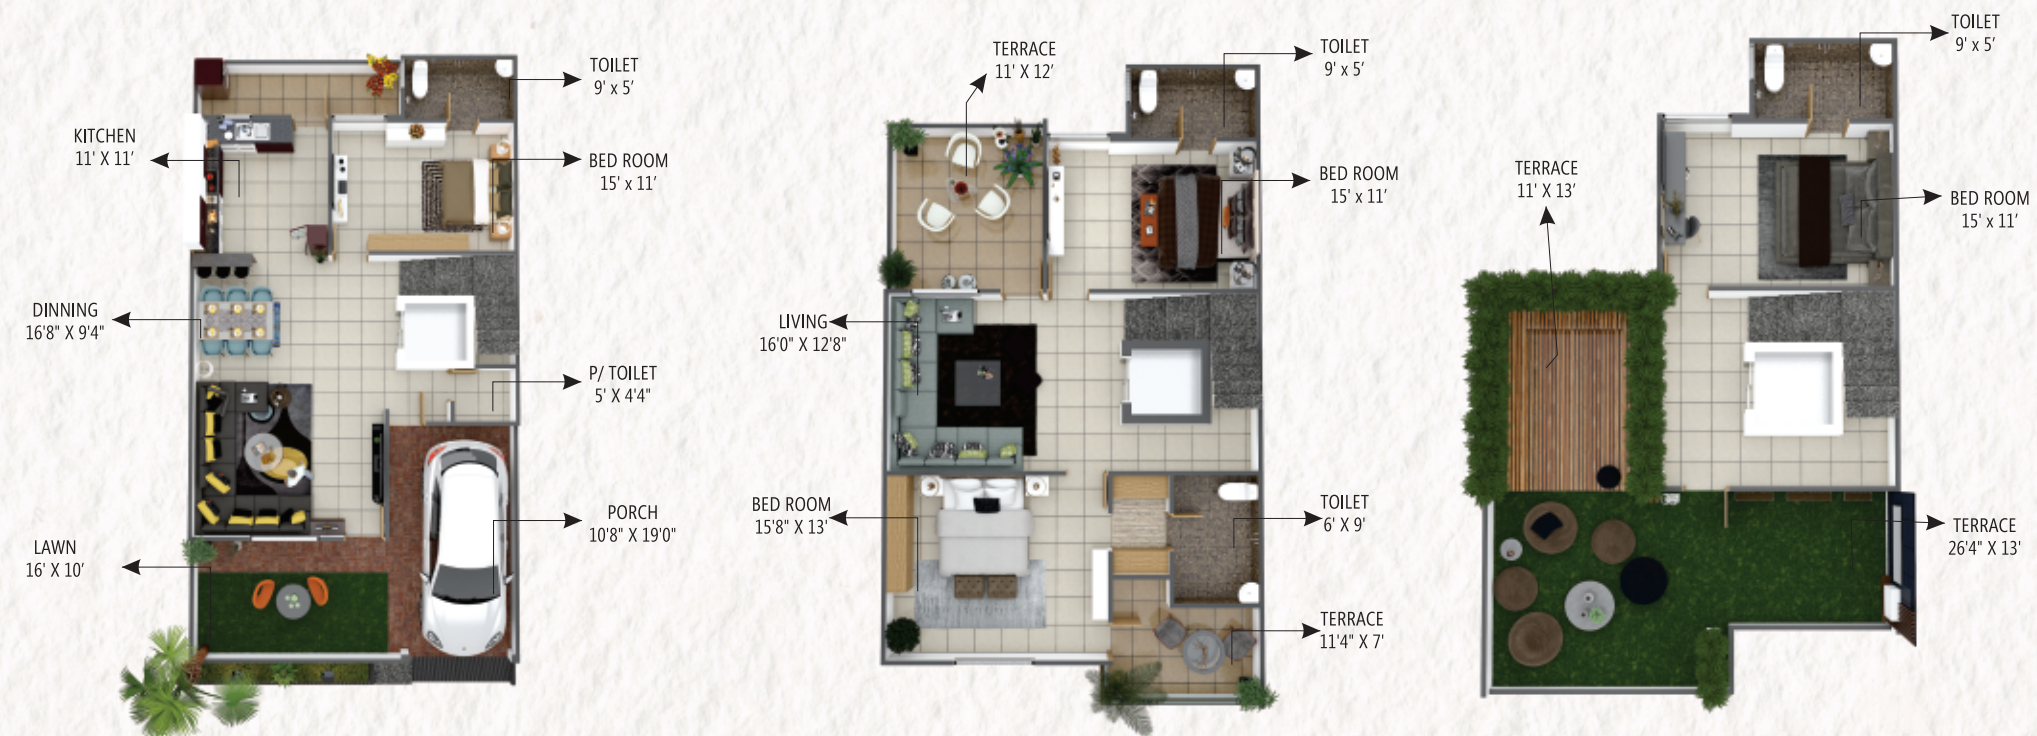 TOILET
9' x 5'
KITCHEN
11' X 11'
BED ROOM
15' x 11'
DINNING
16'8" X 9'4"
P/ TOILET
5' X 4'4"
PORCH
10'8" X 19'0"
LAWN
16' X 10'
TERRACE
11' X 12'
TOILET
9' x 5'
BED ROOM
15' x 11'
LIVING
16'0" X 12'8"
BED ROOM
15'8" X 13'
TOILET
6' X 9'
TERRACE
11'4" X 7'
TOILET
9' x 5'
TERRACE
11' X 13'
BED ROOM
15' x 11'
TERRACE
26'4" X 13'